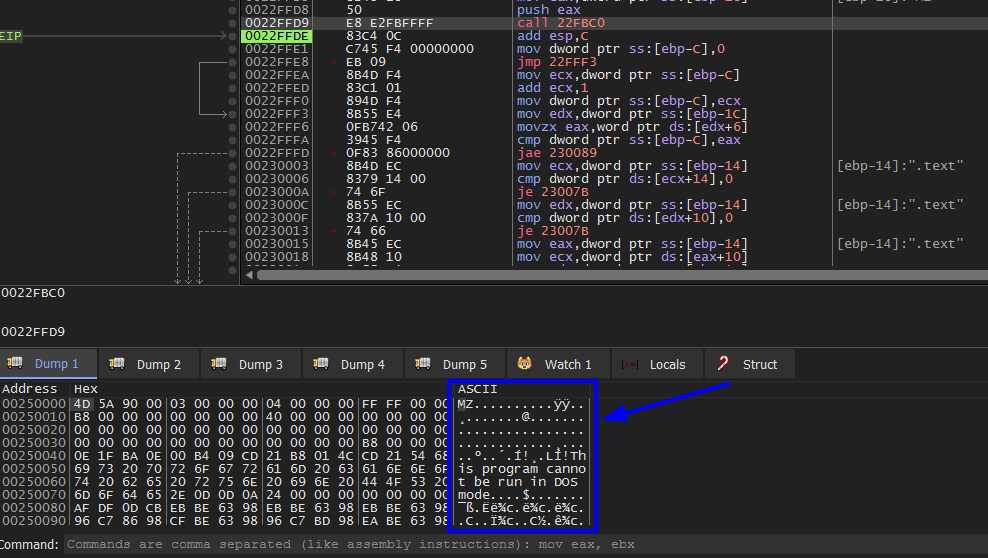 50 push eax
0022FFD9 E8 E2FBFFFF call 22FBC0
EIP 0022FFDE 83C4 0C add esp,C
0022FFE1 C745 F4 00000000 mov dword ptr ss:[ebp-C],0
0022FFE8 EB 09 jmp 22FFF3
0022FFEA 8B4D F4 mov ecx,dword ptr ss:[ebp-C]
0022FFED 83C1 01 add ecx,1
0022FFF0 894D F4 mov dword ptr ss:[ebp-C],ecx
0022FFF3 8B55 E4 mov edx,dword ptr ss:[ebp-1C]
0022FFF6 0FB742 06 movzx eax,word ptr ds:[edx+6]
0022FFFA 3945 F4 cmp dword ptr ss:[ebp-C],eax
0022FFFD 0F83 86000000 jae 230089
00230003 8B4D EC mov ecx,dword ptr ss:[ebp-14] [ebp-14]:".text"
00230006 8379 14 00 cmp dword ptr ds:[ecx+14],0
0023000A 74 6F je 23007B
0023000C 8B55 EC mov edx,dword ptr ss:[ebp-14] [ebp-14]:".text"
0023000F 837A 10 00 cmp dword ptr ds:[edx+10],0
00230013 74 66 je 23007B
00230015 8B45 EC mov eax,dword ptr ss:[ebp-14] [ebp-14]:".text"
00230018 8B48 10 mov ecx,dword ptr ds:[eax+10]
0022FBC0
0022FFD9
Dump 1 Dump 2 Dump 3 Dump 4 Dump 5 Watch 1 Locals Struct
Address Hex ASCII
00250000 4D 5A 90 00 03 00 00 00 04 00 00 00 FF FF 00 00 MZ..........ÿÿ..
00250010 B8 00 00 00 00 00 00 00 40 00 00 00 00 00 00 00 ¸.......@.......
00250020 00 00 00 00 00 00 00 00 00 00 00 00 00 00 00 00 ................
00250030 00 00 00 00 00 00 00 00 00 00 00 00 B8 00 00 00 ............¸...
00250040 0E 1F BA 0E 00 B4 09 CD 21 B8 01 4C CD 21 54 68 ..º..´.Í!¸.LÍ!Th
00250050 69 73 20 70 72 6F 67 72 61 6D 20 63 61 6E 6E 6F is program canno
00250060 74 20 62 65 20 72 75 6E 20 69 6E 20 44 4F 53 20 t be run in DOS
00250070 6D 6F 64 65 2E 0D 0D 0A 24 00 00 00 00 00 00 00 mode....$.......
00250080 AF DF 0D CB EB BE 63 98 EB BE 63 98 EB BE 63 98 ¯ß.Ëë¾c.ë¾c.ë¾c.
00250090 96 C7 86 98 CF BE 63 98 96 C7 BD 98 EA BE 63 98 .Ç..Ï¾c..Ç½.ê¾c.
Command: Commands are comma separated (like assembly instructions): mov eax, ebx